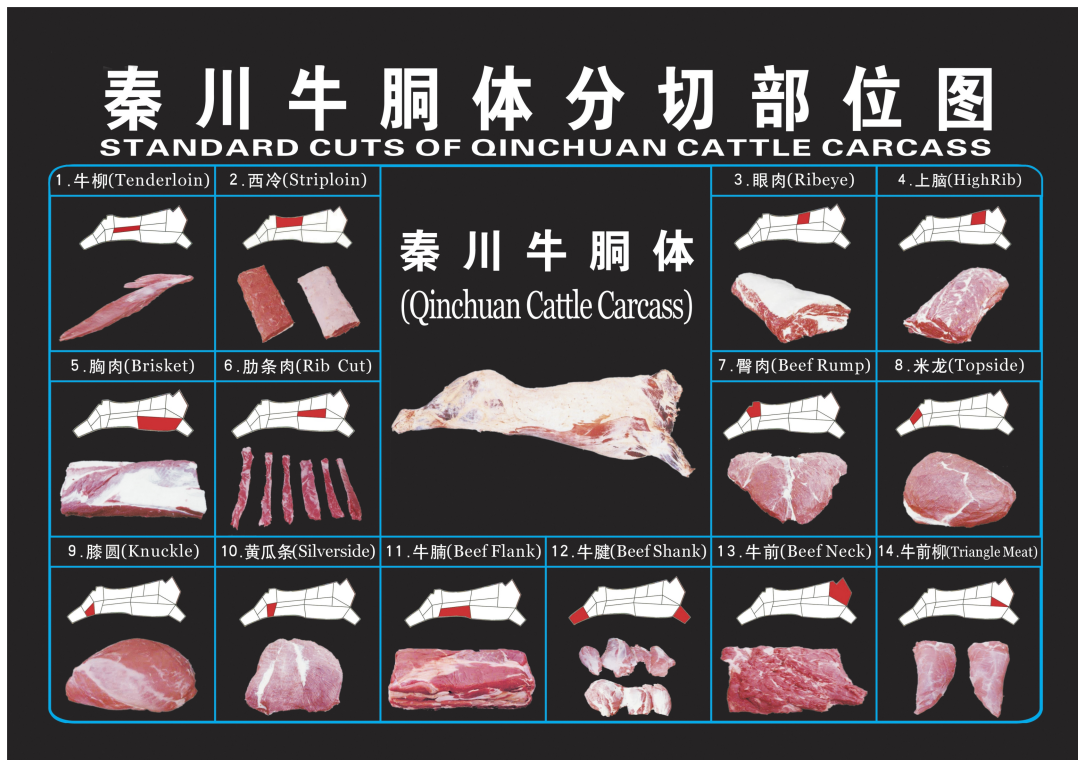 秦川牛胴体分切部位图
STANDARD CUTS OF QINCHUAN CATTLE CARCASS
1.牛柳(Tenderloin)
2.西冷(Striploin)
3.眼肉(Ribeye)
4.上脑(HighRib)
秦川牛胴体
(Qinchuan Cattle Carcass)
5.胸肉(Brisket)
6.肋条肉(Rib Cut)
7.臀肉(Beef Rump)
8.米龙(Topside)
9.膝圆(Knuckle)
10.黄瓜条(Silverside)
11.牛腩(Beef Flank)
12.牛腱(Beef Shank)
13.牛前(Beef Neck)
14.牛前柳(Triangle Meat)